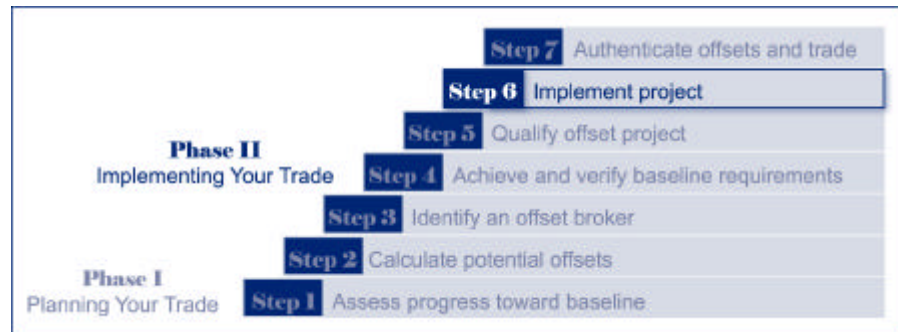 Step 7 Authenticate offsets and trade
Step 6 Implement project
Step 5 Qualify offset project
Phase II
Implementing Your Trade
Step 4 Achieve and verify baseline requirements
Step 3 Identify an offset broker
Step 2 Calculate potential offsets
Phase I
Planning Your Trade
Step 1 Assess progress toward baseline